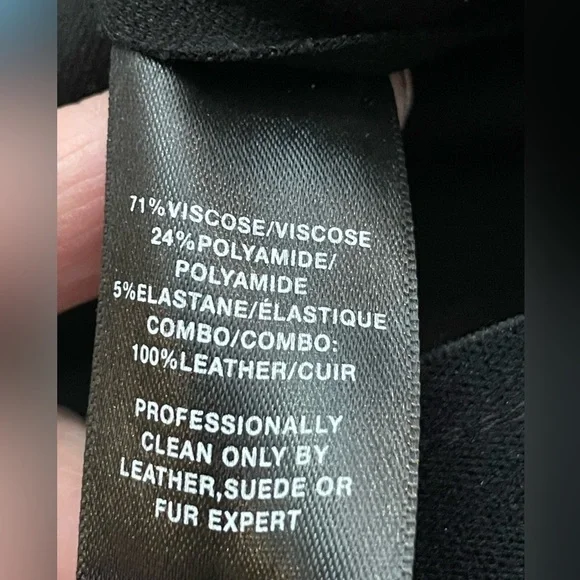 71%VISCOSE/VISCOSE
24%POLYAMIDE/
POLYAMIDE
5%ELASTANE/ÉLASTIQUE
COMBO/COMBO:
100%LEATHER/CUIR
PROFESSIONALLY
CLEAN ONLY BY
LEATHER,SUEDE OR
FUR EXPERT